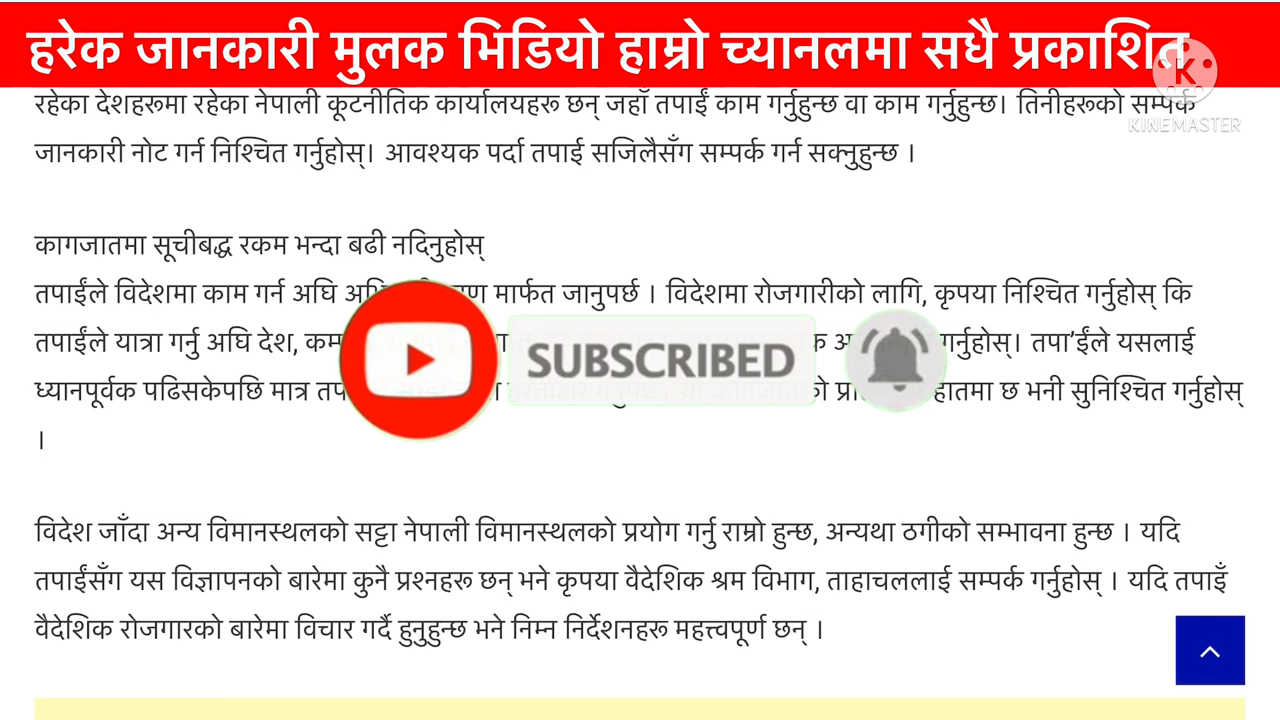 हरेक जानकारी मुलक भिडियो हाम्रो च्यानलमा सधै प्रकाशित
KINEMASTER
रहेका देशहरूमा रहेका नेपाली कूटनीतिक कार्यालयहरू छन् जहाँ तपाईं काम गर्नुहुन्छ वा काम गर्नुहुन्छ। तिनीहरूको सम्पर्क
जानकारी नोट गर्न निश्चित गर्नुहोस्। आवश्यक पर्दा तपाई सजिलैसँग सम्पर्क गर्न सक्नुहुन्छ ।
कागजातमा सूचीबद्ध रकम भन्दा बढी नदिनुहोस्
तपाईंले विदेशमा काम गर्न अघि मार्फत जानुपर्छ । विदेशमा रोजगारीको लागि, कृपया निश्चित गर्नुहोस् कि
तपाईंले यात्रा गर्नु अघि देश, गर्नुहोस्। तपा’ईंले यसलाई
SUBSCRIBED
ध्यानपूर्वक पढिसकेपछि मात्र हातमा छ भनी सुनिश्चित गर्नुहोस्
।
विदेश जाँदा अन्य विमानस्थलको सट्टा नेपाली विमानस्थलको प्रयोग गर्नु राम्रो हुन्छ, अन्यथा ठगीको सम्भावना हुन्छ । यदि
तपाईंसँग यस विज्ञापनको बारेमा कुनै प्रश्नहरू छन् भने कृपया वैदेशिक श्रम विभाग, ताहाचललाई सम्पर्क गर्नुहोस् । यदि तपाइँ
वैदेशिक रोजगारको बारेमा विचार गर्दै हुनुहुन्छ भने निम्न निर्देशनहरू महत्त्वपूर्ण छन् ।